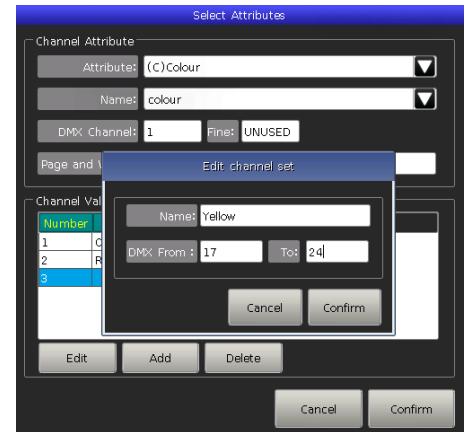 Select Attributes
Channel Attribute
Attribute: (C)Colour
Name: colour
DMX Channel: 1 Fine: UNUSED
Page and
Edit channel set
Channel Val
Name: Yellow
Number
1
2 R
3
DMX From : 17 To: 24
Cancel Confirm
Edit Add Delete
Cancel Confirm